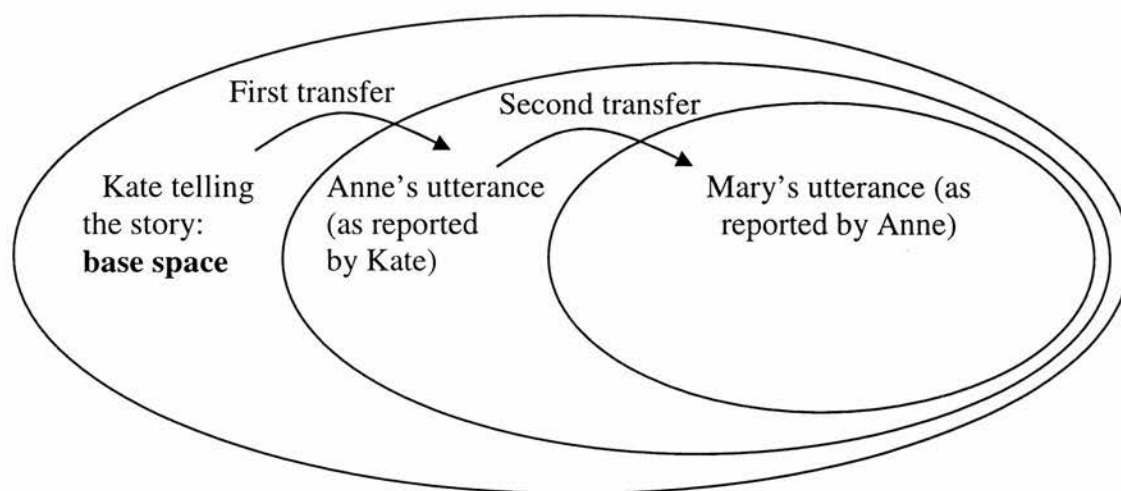 First transfer
Second transfer
Kate telling
the story:
base space
Anne's utterance
(as reported
by Kate)
Mary's utterance (as
reported by Anne)